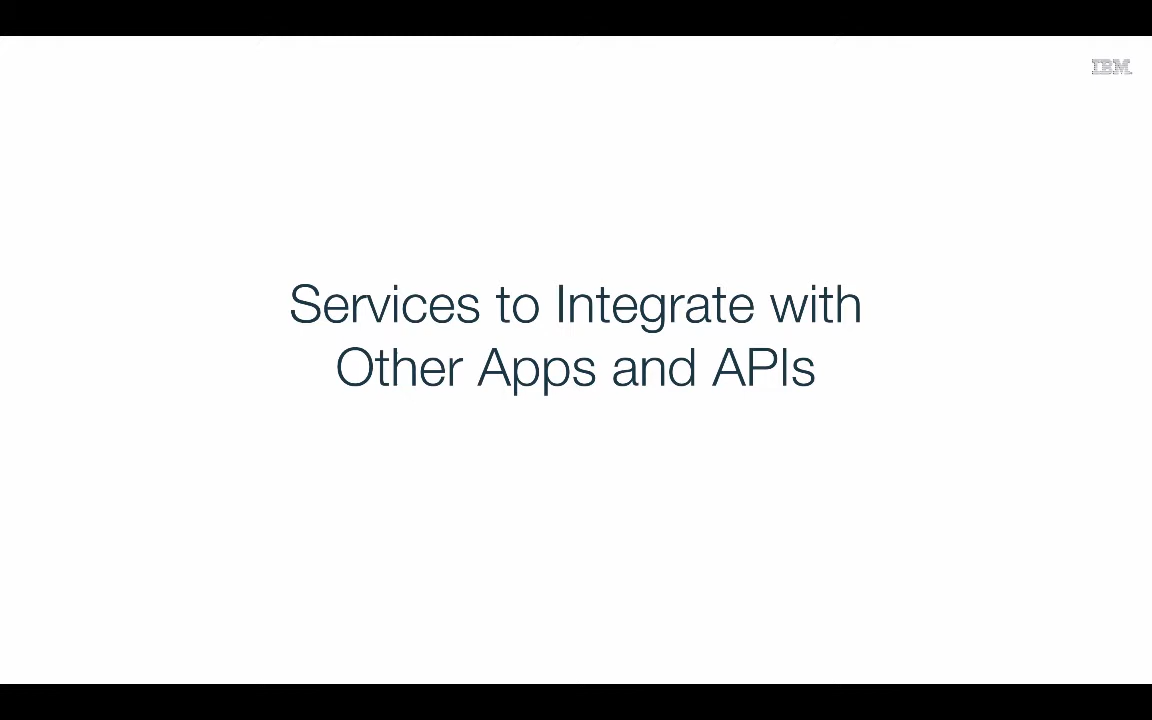 IBM
Services to Integrate with
Other Apps and APIs